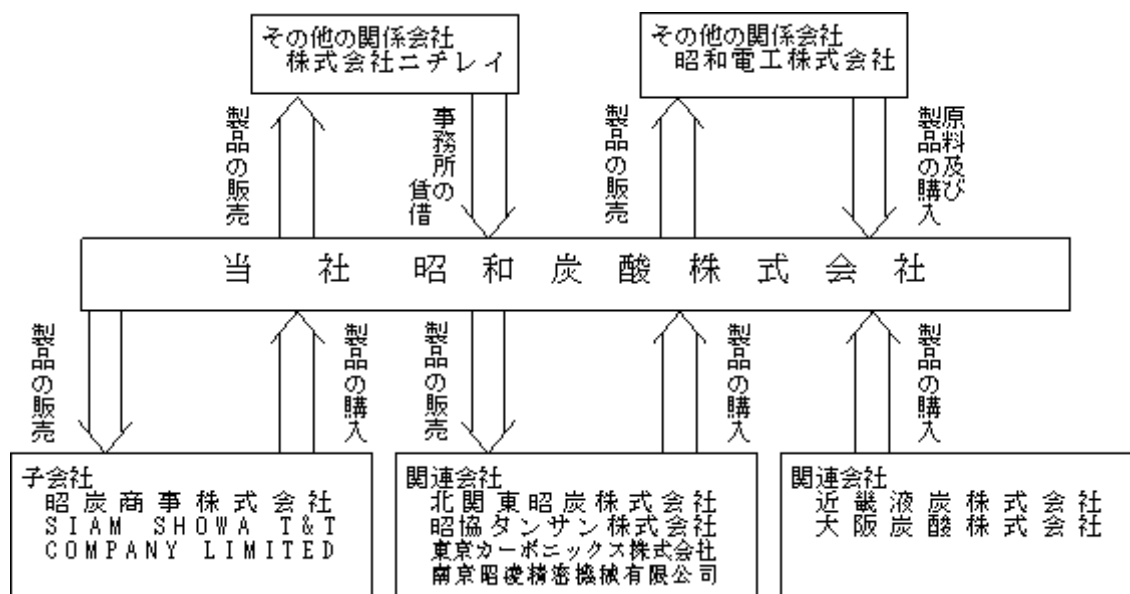 その他の関係会社
株式会社ニチレイ
その他の関係会社
昭和電工株式会社
製品の販売
事務所の
賃借
製品の販売
原料及び
製品の購入
当社 昭和炭酸株式会社
製品の販売
製品の購入
製品の販売
製品の購入
製品の購入
子会社
昭炭商事株式会社
SIAM SHOWA T&T
COMPANY LIMITED
関連会社
北関東昭炭株式会社
昭協タンサン株式会社
東京カーボニックス株式会社
南京昭凌精密機械有限公司
関連会社
近畿液炭株式会社
大阪炭酸株式会社